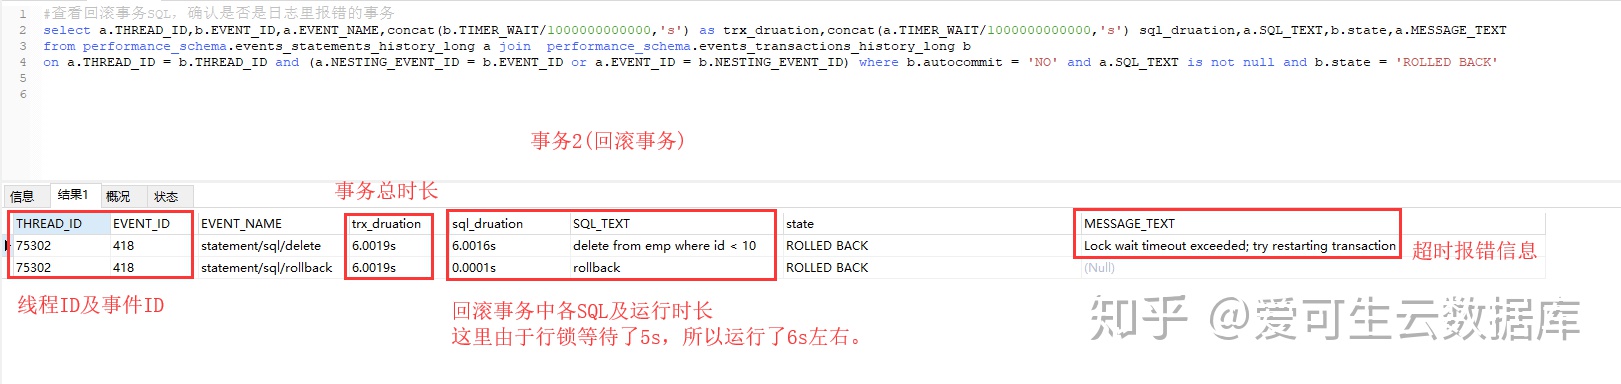 1 #查看回滚事务SQL，确认是否是日志里报错的事务
2 select a.THREAD_ID,b.EVENT_ID,a.EVENT_NAME,concat(b.TIMER_WAIT/1000000000000,'s') as trx_druation,concat(a.TIMER_WAIT/1000000000000,'s') sql_druation,a.SQL_TEXT,b.state,a.MESSAGE_TEXT
3 from performance_schema.events_statements_history_long a join  performance_schema.events_transactions_history_long b
4 on a.THREAD_ID = b.THREAD_ID and (a.NESTING_EVENT_ID = b.EVENT_ID or a.EVENT_ID = b.NESTING_EVENT_ID) where b.autocommit = 'NO' and a.SQL_TEXT is not null and b.state = 'ROLLED BACK'
5
6
事务2(回滚事务)
信息 结果1 概况 状态
事务总时长
THREAD_ID EVENT_ID EVENT_NAME trx_druation sql_druation SQL_TEXT state MESSAGE_TEXT
75302 418 statement/sql/delete 6.0019s 6.0016s delete from emp where id < 10 ROLLED BACK Lock wait timeout exceeded; try restarting transaction
超时报错信息
75302 418 statement/sql/rollback 6.0019s 0.0001s rollback ROLLED BACK (Null)
线程ID及事件ID
回滚事务中各SQL及运行时长
这里由于行锁等待了5s，所以运行了6s左右。
知乎 @爱可生云数据库